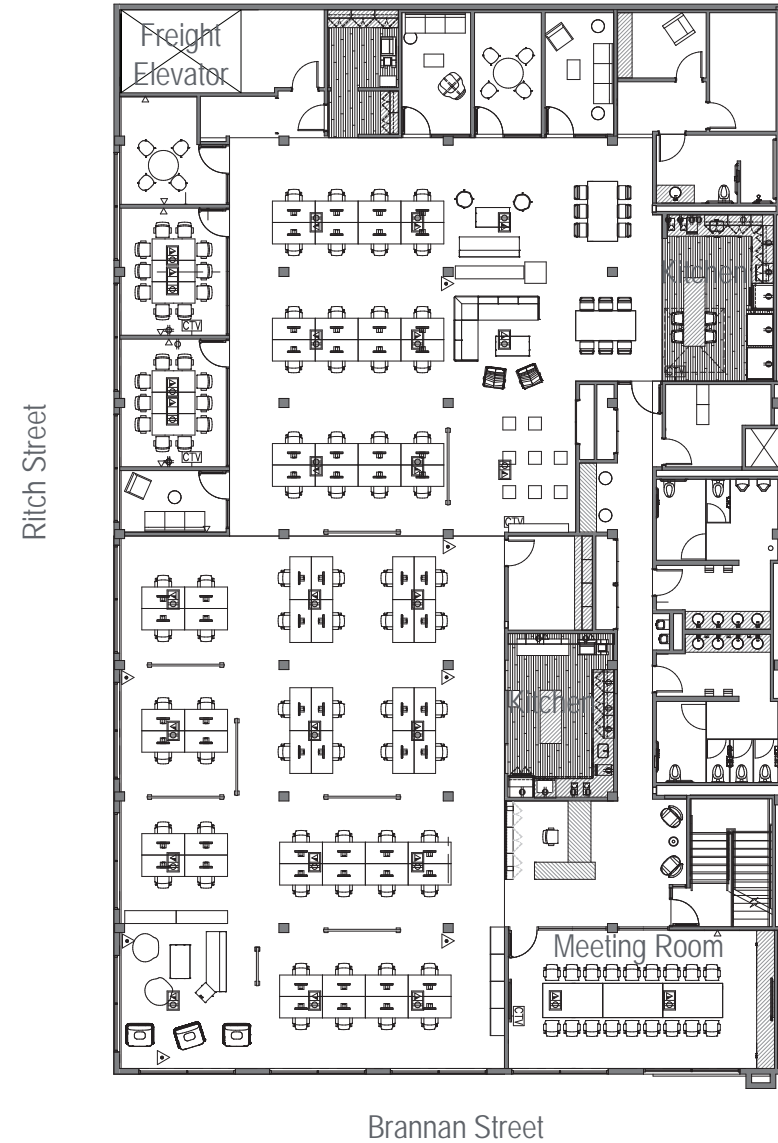 Freight
Elevator
Kitchen
CTV
Ritch Street
CTV
CTV
Kitchen
Meeting Room
CTV
Brannan Street